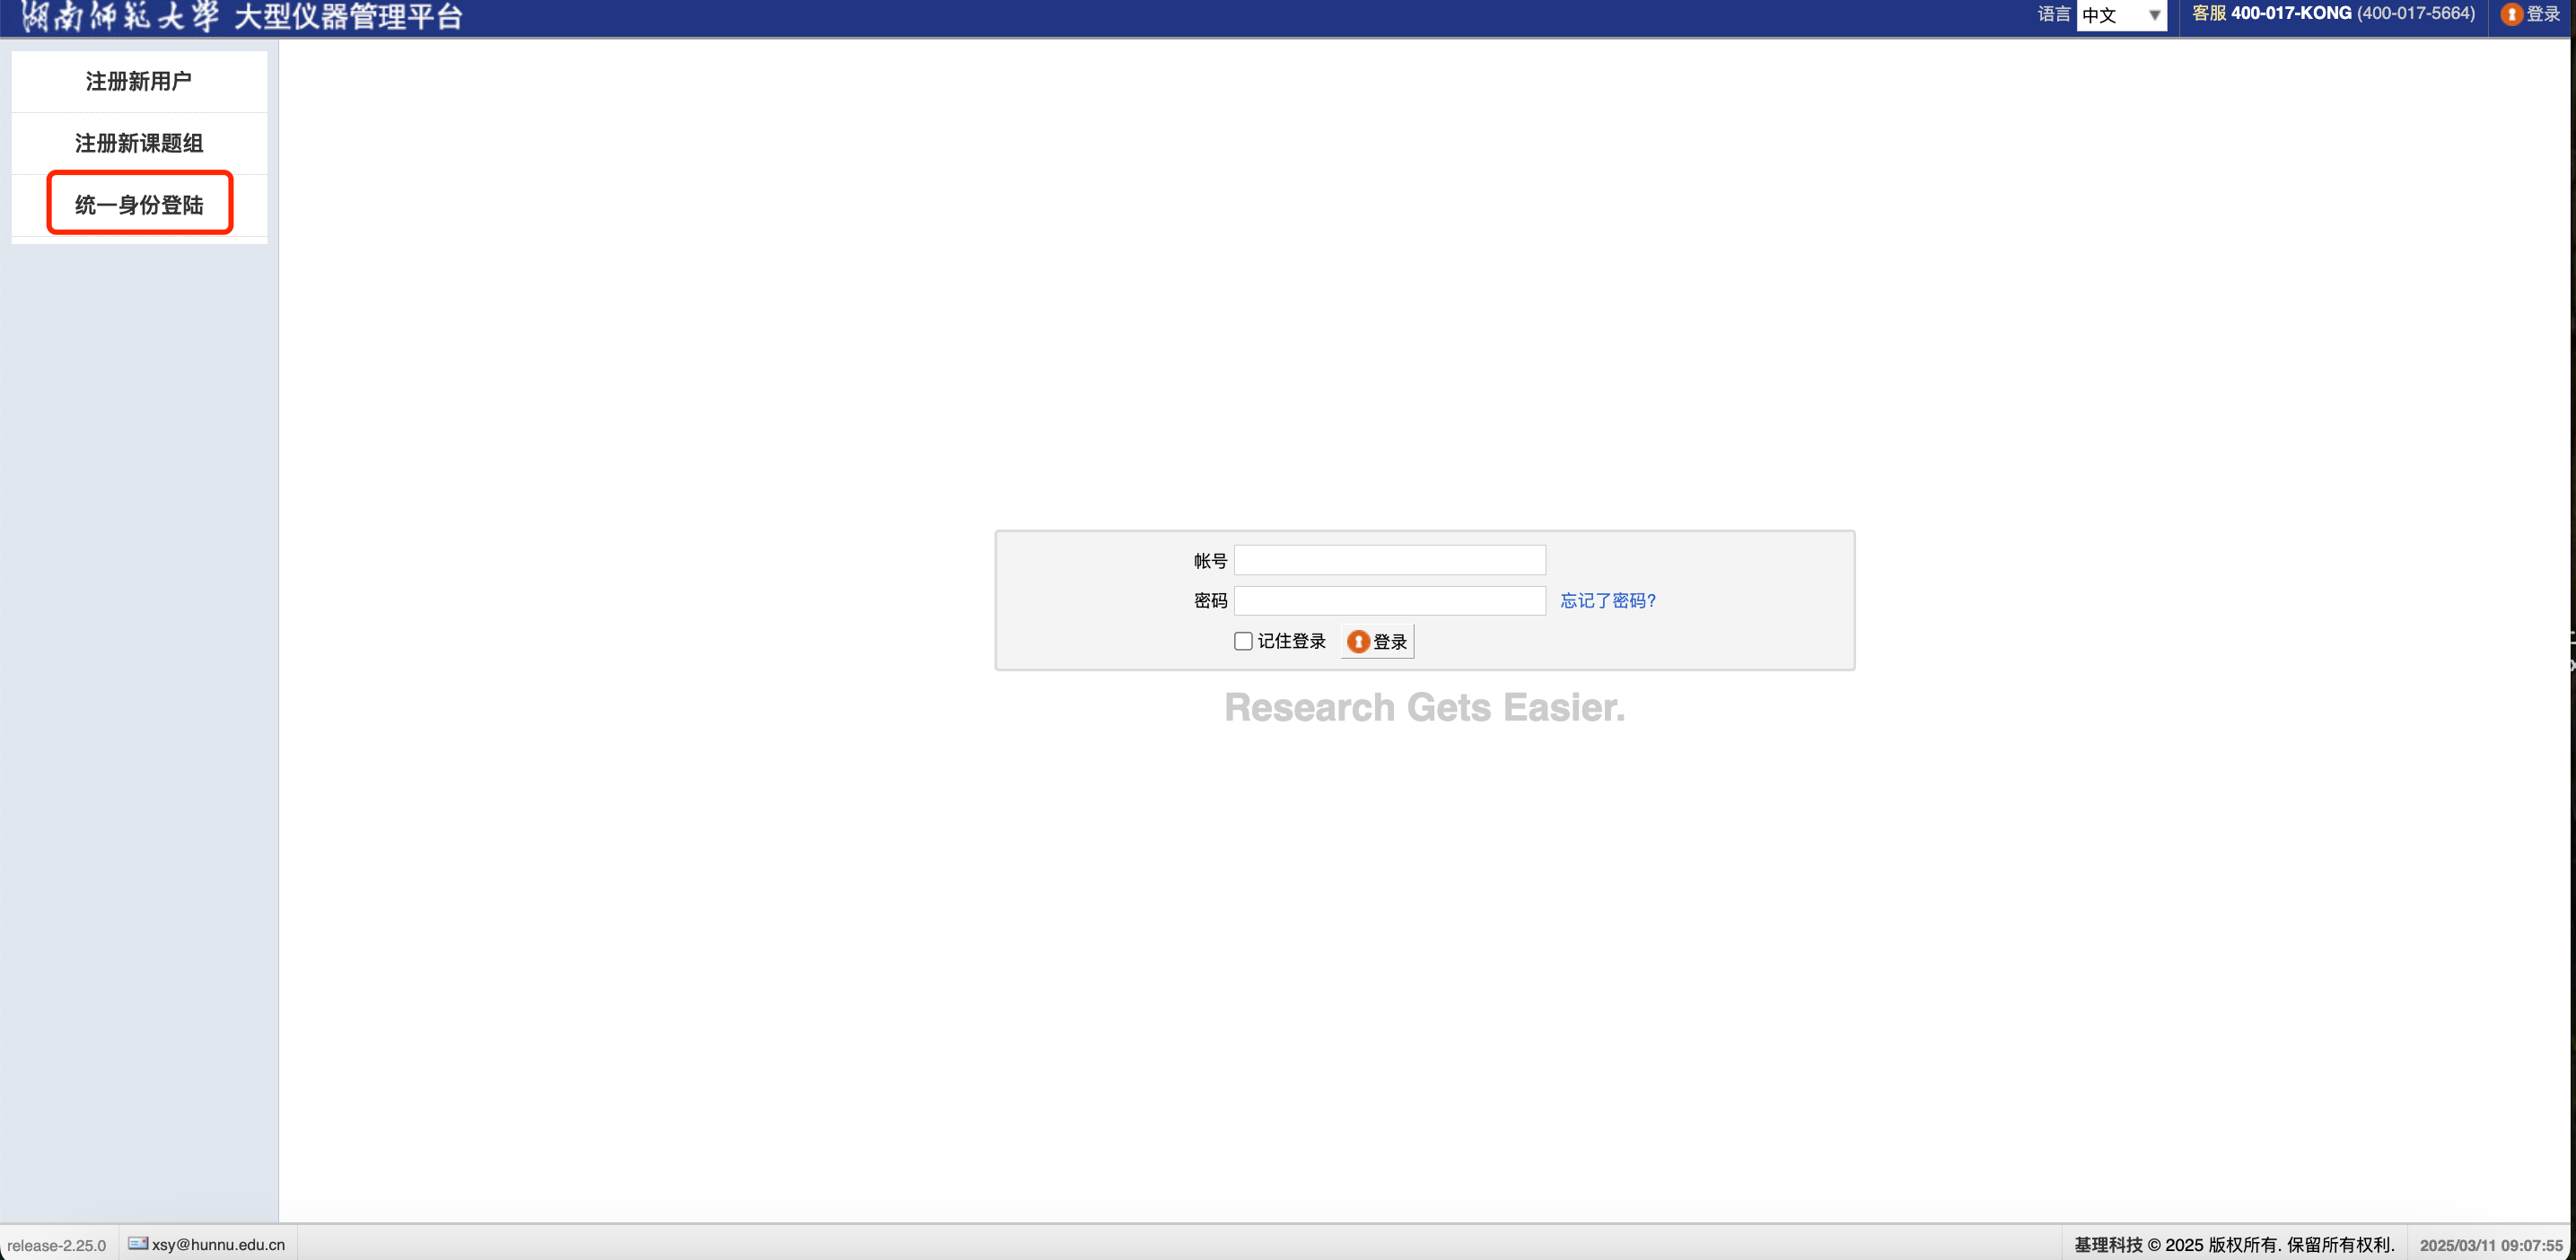 湖南师范大学 大型仪器管理平台
语言 中文 客服 400-017-KONG (400-017-5664) 登录
注册新用户
注册新课题组
统一身份登陆
帐号
密码 忘记了密码?
记住登录 登录
Research Gets Easier.
release-2.25.0 xsy@hunnu.edu.cn 基理科技 © 2025 版权所有. 保留所有权利. 2025/03/11 09:07:55